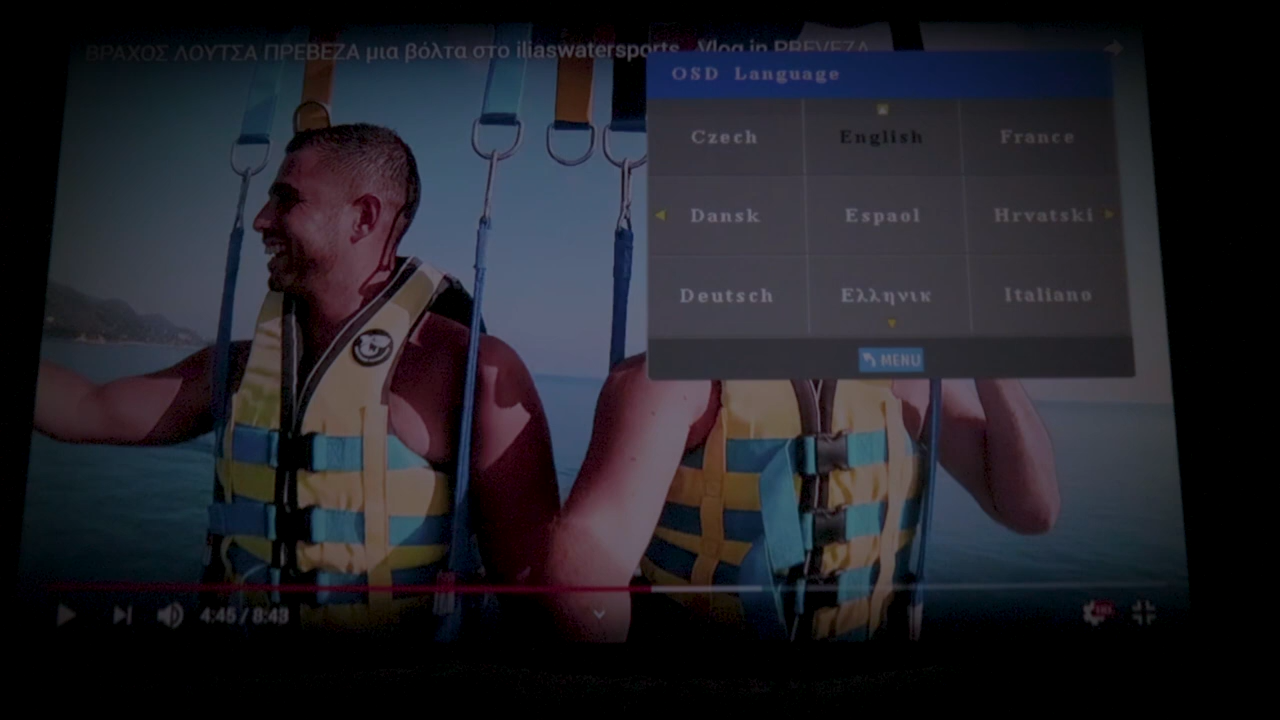 ΒΡΑΧΟΣ ΛΟΥΤΣΑ ΠΡΕΒΕΖΑ μια βόλτα στο iliaswatersports - Vlog in PREVEZA
OSD Language
Czech English France
Dansk Espaol Hrvatski
Deutsch Ελληνικ Italiano
MENU
4:45 / 8:43